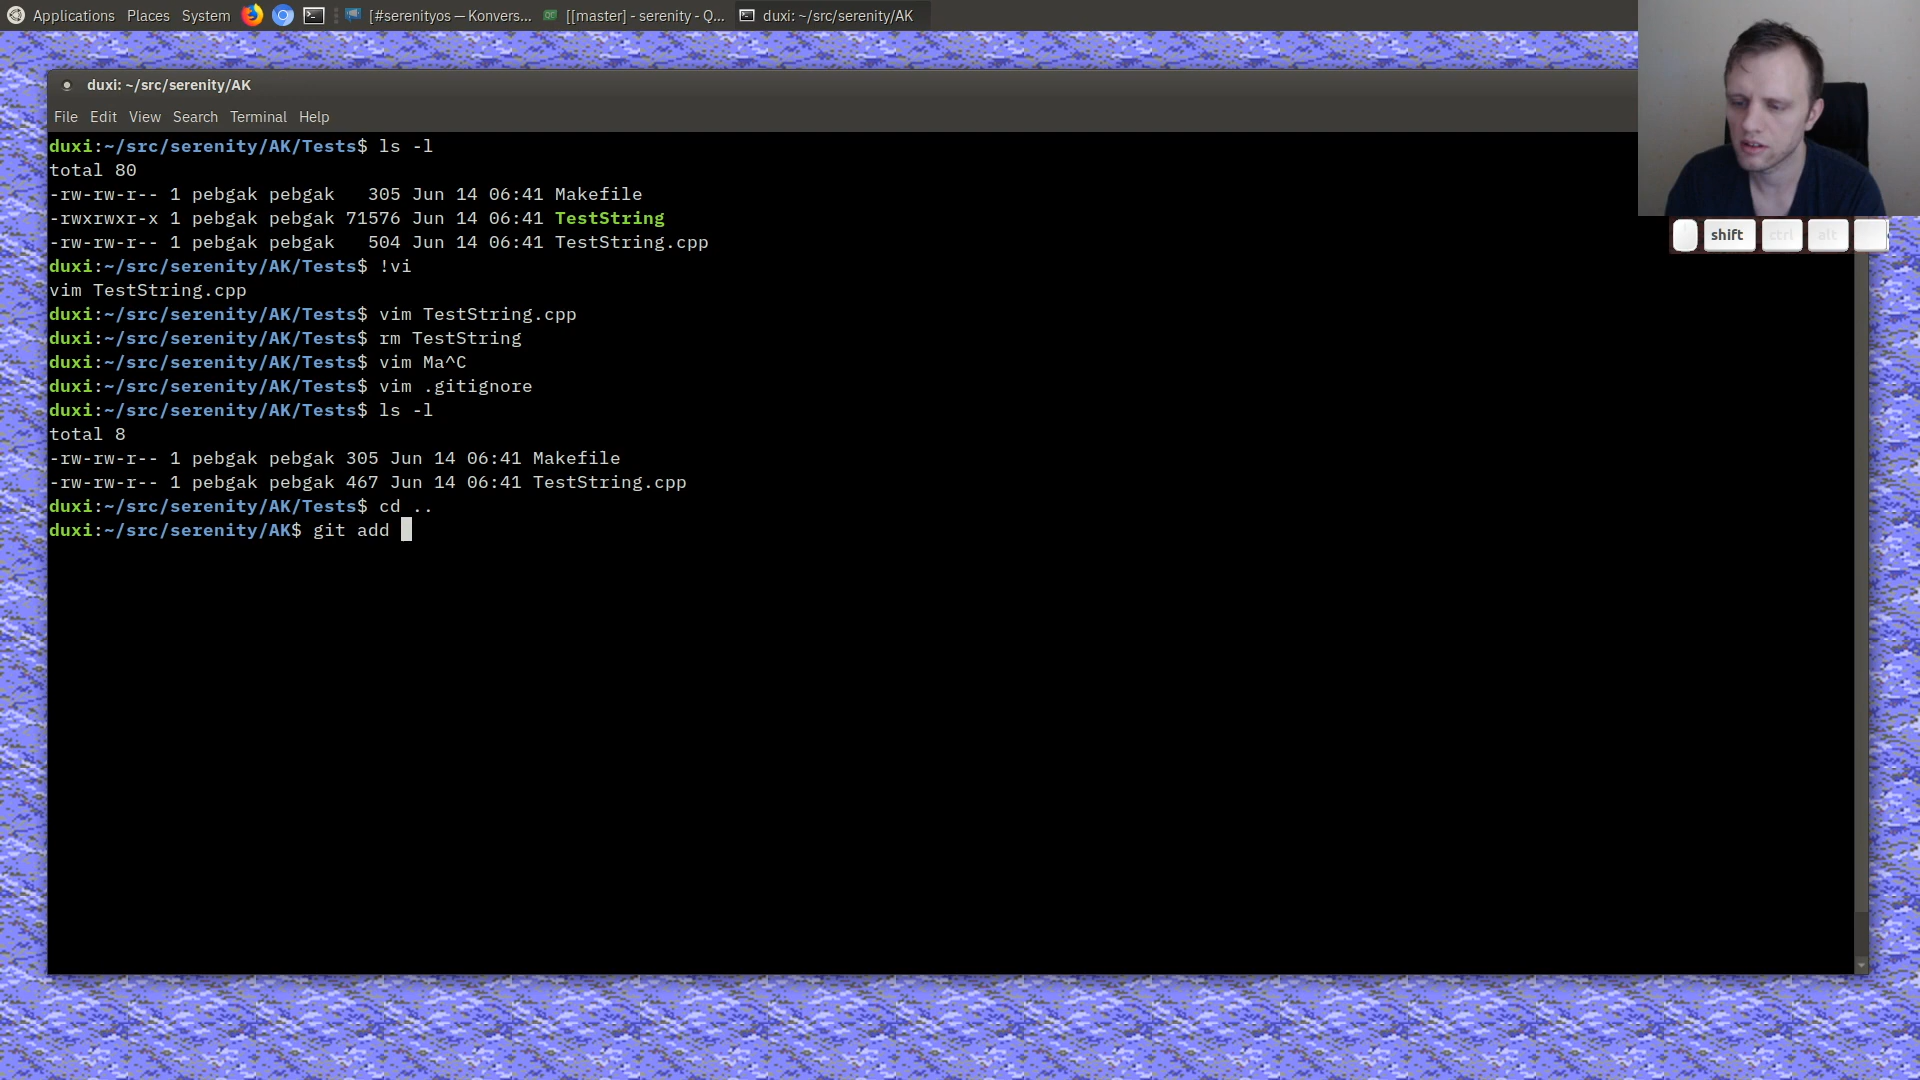 Applications Places System [#serenityos — Konvers... [[master] - serenity - Q... duxi: ~/src/serenity/AK
duxi: ~/src/serenity/AK
File Edit View Search Terminal Help
duxi:~/src/serenity/AK/Tests$ ls -l
total 80
-rw-rw-r-- 1 pebgak pebgak   305 Jun 14 06:41 Makefile
-rwxrwxr-x 1 pebgak pebgak 71576 Jun 14 06:41 TestString
-rw-rw-r-- 1 pebgak pebgak   504 Jun 14 06:41 TestString.cpp
duxi:~/src/serenity/AK/Tests$ !vi
vim TestString.cpp
duxi:~/src/serenity/AK/Tests$ vim TestString.cpp
duxi:~/src/serenity/AK/Tests$ rm TestString
duxi:~/src/serenity/AK/Tests$ vim Ma^C
duxi:~/src/serenity/AK/Tests$ vim .gitignore
duxi:~/src/serenity/AK/Tests$ ls -l
total 8
-rw-rw-r-- 1 pebgak pebgak 305 Jun 14 06:41 Makefile
-rw-rw-r-- 1 pebgak pebgak 467 Jun 14 06:41 TestString.cpp
duxi:~/src/serenity/AK/Tests$ cd ..
duxi:~/src/serenity/AK$ git add
shift ctrl alt